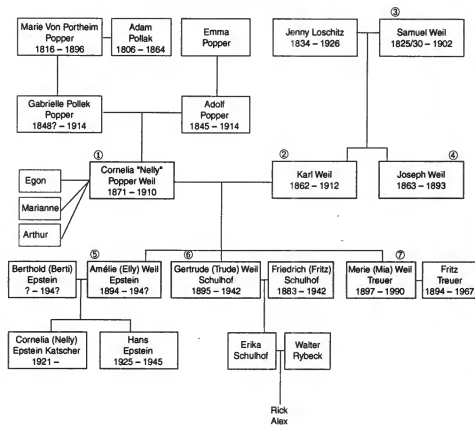 Marie Von Portheim
Popper
1816 – 1896
Adam
Pollak
1806 – 1864
Emma
Popper
Jenny Loschitz
1834 – 1926
③
Samuel Weil
1825/30 – 1902
Gabrielle Pollek
Popper
1848? – 1914
Adolf
Popper
1845 – 1914
①
Cornelia "Nelly"
Popper Weil
1871 – 1910
②
Karl Weil
1862 – 1912
④
Joseph Weil
1863 – 1893
Egon
Marianne
Arthur
Berthold (Berti)
Epstein
? – 194?
⑤
Amélie (Elly) Weil
Epstein
1894 – 194?
⑥
Gertrude (Trude) Weil
Schulhof
1895 – 1942
Friedrich (Fritz)
Schulhof
1883 – 1942
⑦
Merie (Mia) Weil
Treuer
1897 – 1990
Fritz
Treuer
1894 – 1967
Cornelia (Nelly)
Epstein Katscher
1921 –
Hans
Epstein
1925 – 1945
Erika
Schulhof
Walter
Rybeck
Rick
Alex